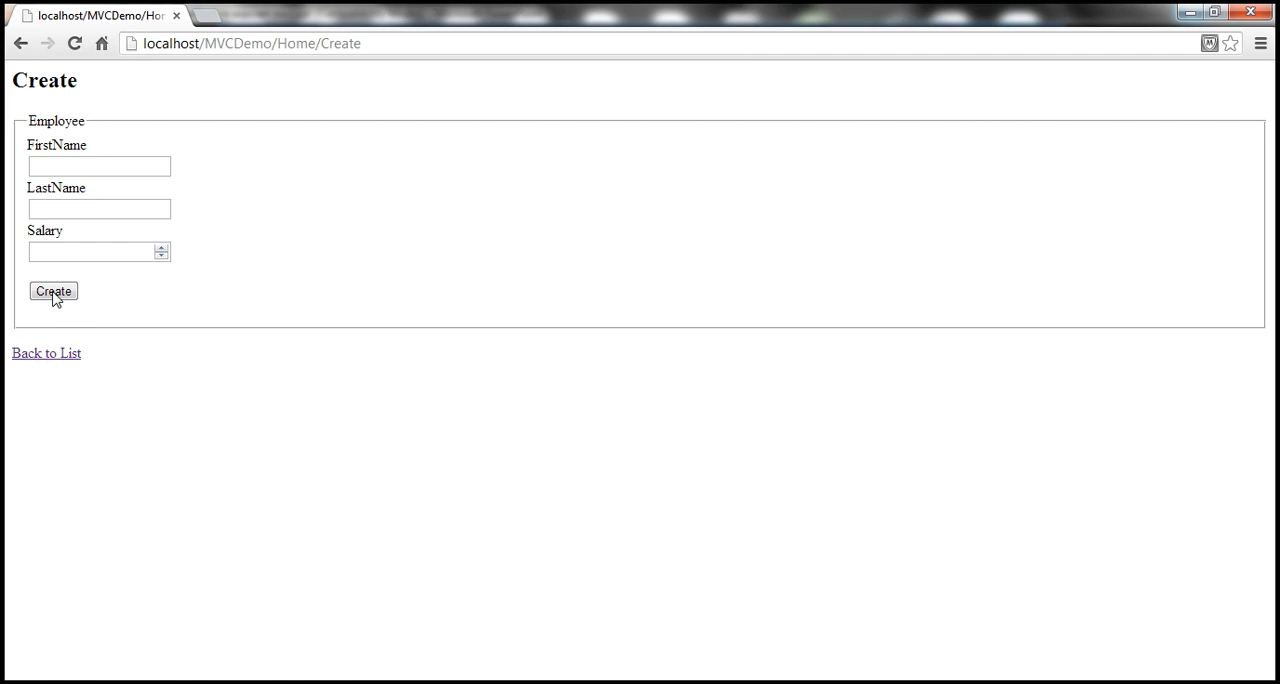 localhost/MVCDemo/Hor
localhost/MVCDemo/Home/Create
Create
Employee
FirstName
LastName
Salary
Create
Back to List